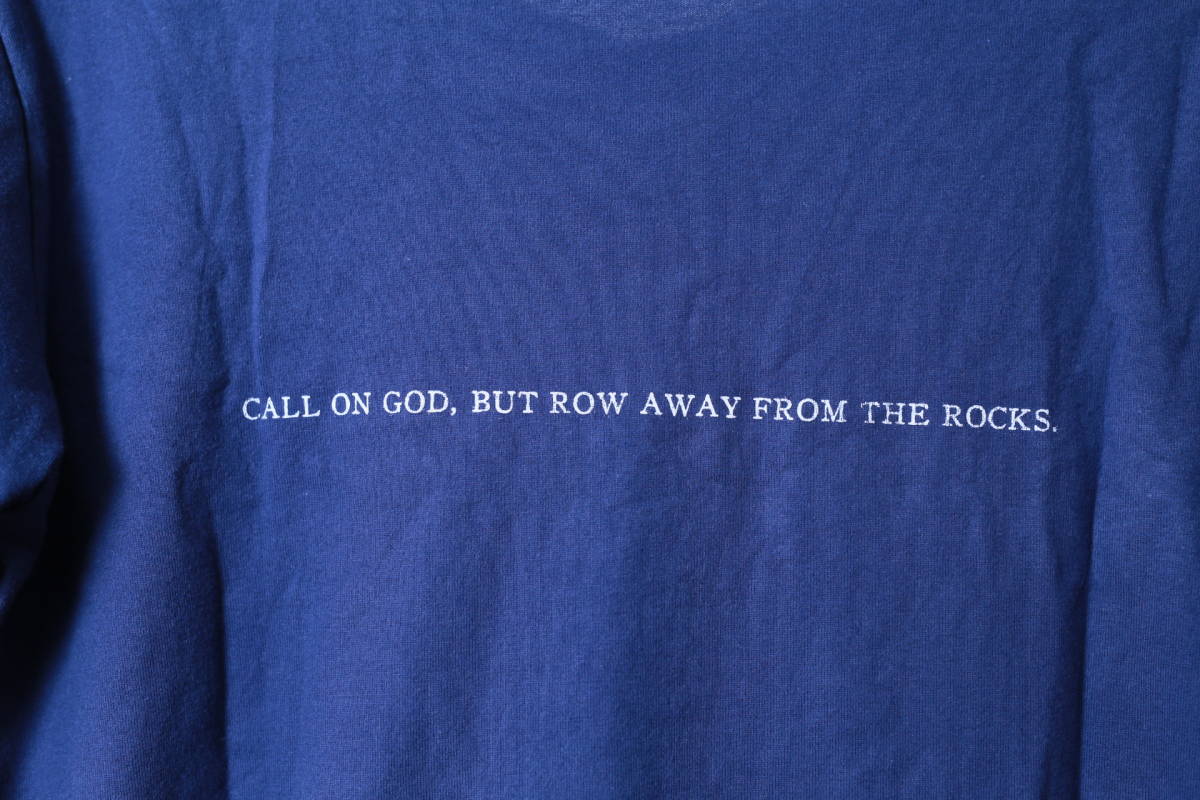 CALL ON GOD, BUT ROW AWAY FROM THE ROCKS.